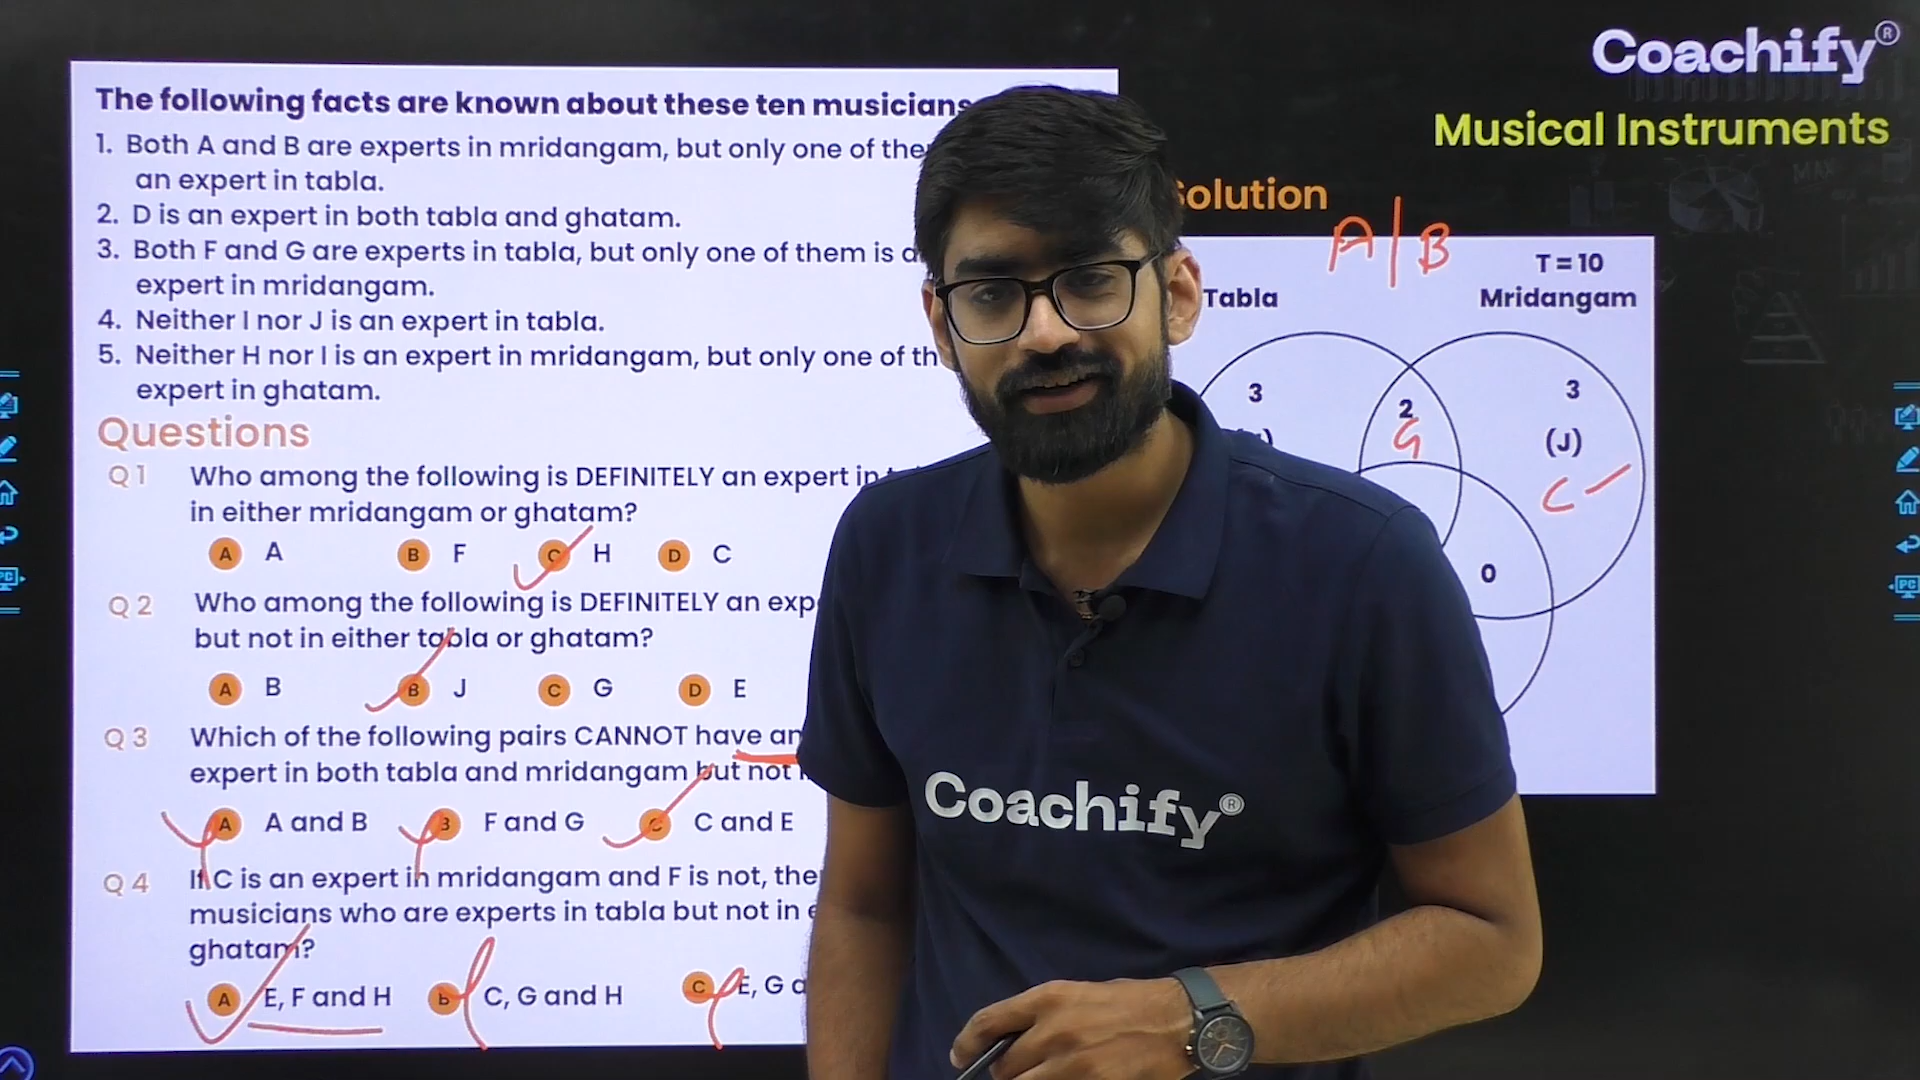 Coachify®
Musical Instruments
The following facts are known about these ten musicians
1. Both A and B are experts in mridangam, but only one of
an expert in tabla.
2. D is an expert in both tabla and ghatam.
3. Both F and G are experts in tabla, but only one of them is
expert in mridangam.
4. Neither I nor J is an expert in tabla.
5. Neither H nor I is an expert in mridangam, but only one of
expert in ghatam.
Questions
Q1 Who among the following is DEFINITELY an expert in
in either mridangam or ghatam?
A A B F C H D C
Q2 Who among the following is DEFINITELY an
but not in either tabla or ghatam?
A B B J C G D E
Q3 Which of the following pairs CANNOT have
expert in both tabla and mridangam but not
A A and B B F and G C C and E
Q4 If C is an expert in mridangam and F is not,
musicians who are experts in tabla but not in
ghatam?
A E, F and H B C, G and H C E, G
Solution
A | B
T = 10
Tabla Mridangam
3 2 3
G (J)
C
0
Coachify®